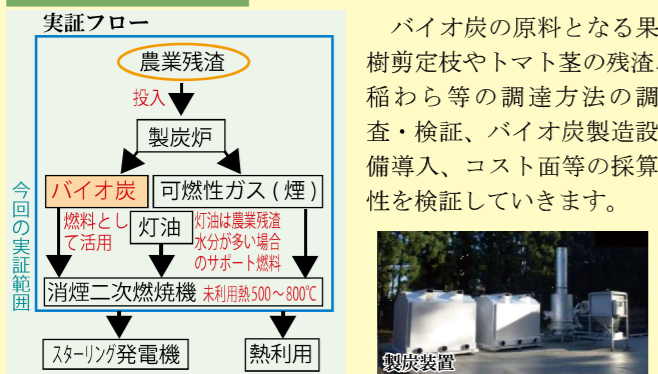 実証フロー
農業残渣
投入
製炭炉
バイオ炭
可燃性ガス(煙)
燃料とし
て活用
灯油
灯油は農業残渣
水分が多い場合
のサポート燃料
消煙二次燃焼機 未利用熱500~800℃
スターリング発電機
熱利用
今回の実証範囲
バイオ炭の原料となる果
樹剪定枝やトマト茎の残渣、
稲わら等の調達方法の調
査・検証、バイオ炭製造設
備導入、コスト面等の採算
性を検証していきます。
製炭装置